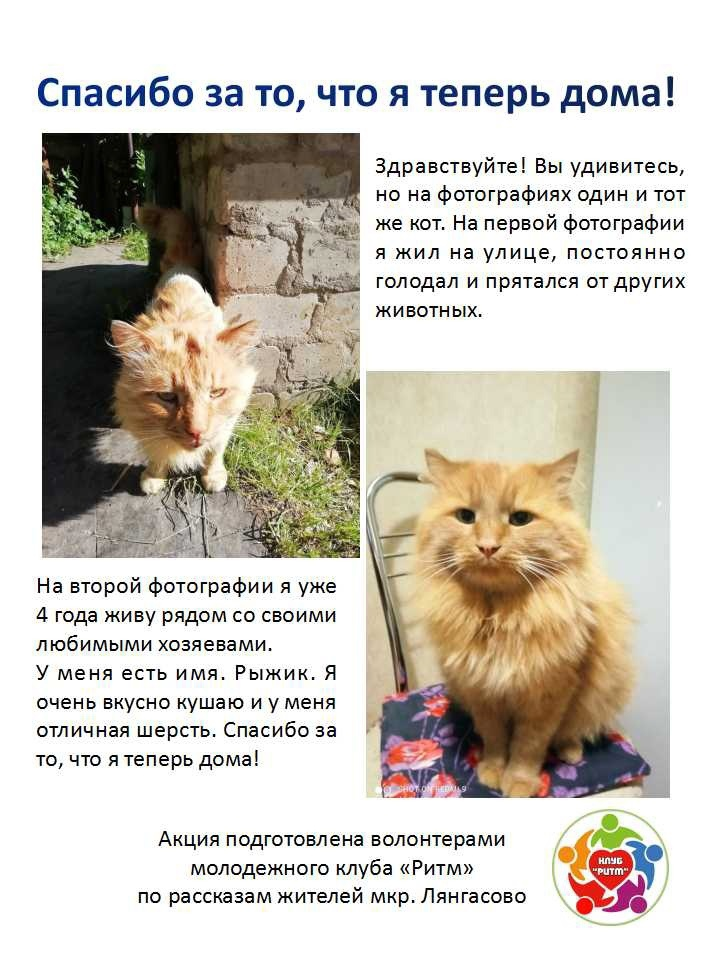 Спасибо за то, что я теперь дома!
Здравствуйте! Вы удивитесь,
но на фотографиях один и тот
же кот. На первой фотографии
я жил на улице, постоянно
голодал и прятался от других
животных.
На второй фотографии я уже
4 года живу рядом со своими
любимыми хозяевами.
У меня есть имя. Рыжик. Я
очень вкусно кушаю и у меня
отличная шерсть. Спасибо за
то, что я теперь дома!
SHOT ON REDMI 9
Акция подготовлена волонтерами
молодежного клуба «Ритм»
по рассказам жителей мкр. Лянгасово
КЛУБ
"РИТМ"